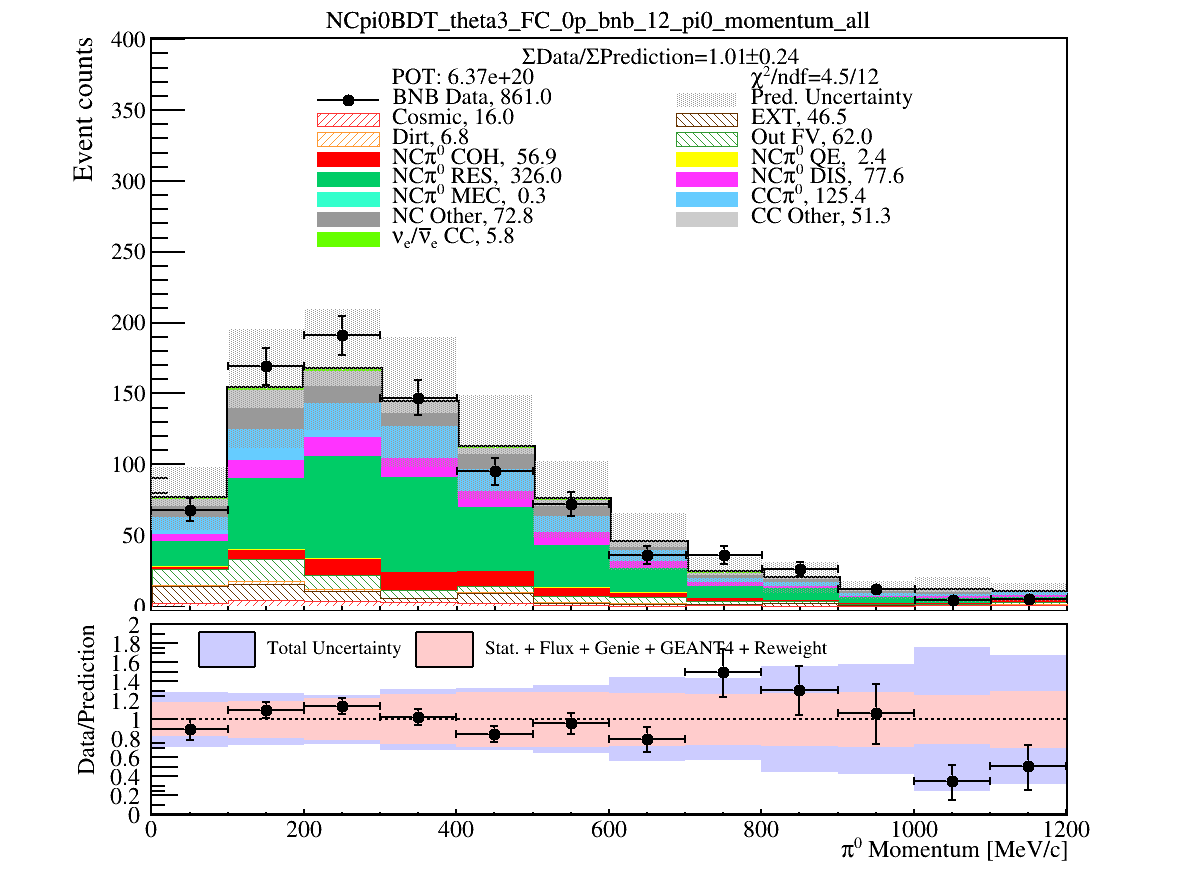 NCpi0BDT_theta3_FC_0p_bnb_12_pi0_momentum_all
ΣData/ΣPrediction=1.01±0.24
POT: 6.37e+20
χ²/ndf=4.5/12
BNB Data, 861.0
Pred. Uncertainty
Cosmic, 16.0
EXT, 46.5
Dirt, 6.8
Out FV, 62.0
NCπ⁰ COH, 56.9
NCπ⁰ QE, 2.4
NCπ⁰ RES, 326.0
NCπ⁰ DIS, 77.6
NCπ⁰ MEC, 0.3
CCπ⁰, 125.4
NC Other, 72.8
CC Other, 51.3
νₑ/ν̅ₑ CC, 5.8
Event counts
400
350
300
250
200
150
100
50
0
Total Uncertainty
Stat. + Flux + Genie + GEANT4 + Reweight
Data/Prediction
2
1.8
1.6
1.4
1.2
1
0.8
0.6
0.4
0.2
0
0 200 400 600 800 1000 1200
π⁰ Momentum [MeV/c]